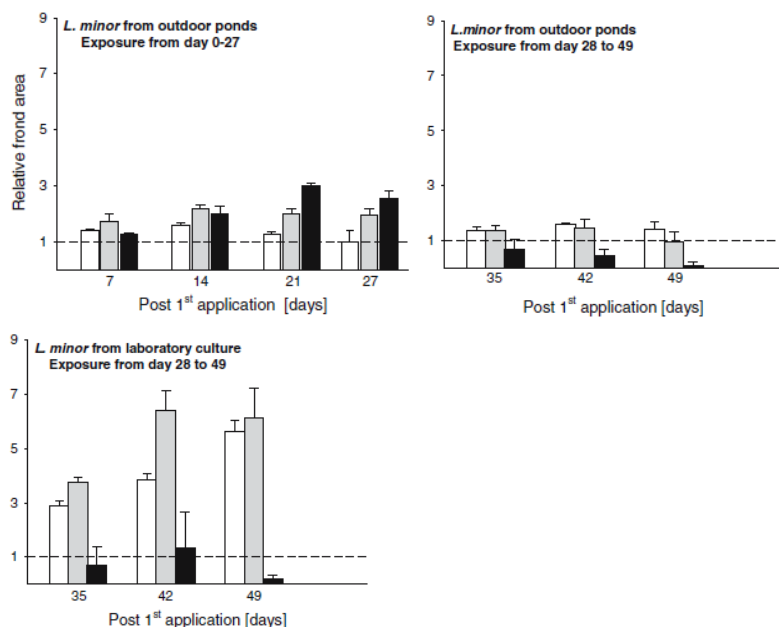 L. minor from outdoor ponds
Exposure from day 0-27
Relative frond area
9
7
5
3
1
7
14
21
27
Post 1st application [days]
L.minor from outdoor ponds
Exposure from day 28 to 49
9
7
5
3
1
35
42
49
Post 1st application [days]
L. minor from laboratory culture
Exposure from day 28 to 49
9
7
5
3
1
35
42
49
Post 1st application [days]